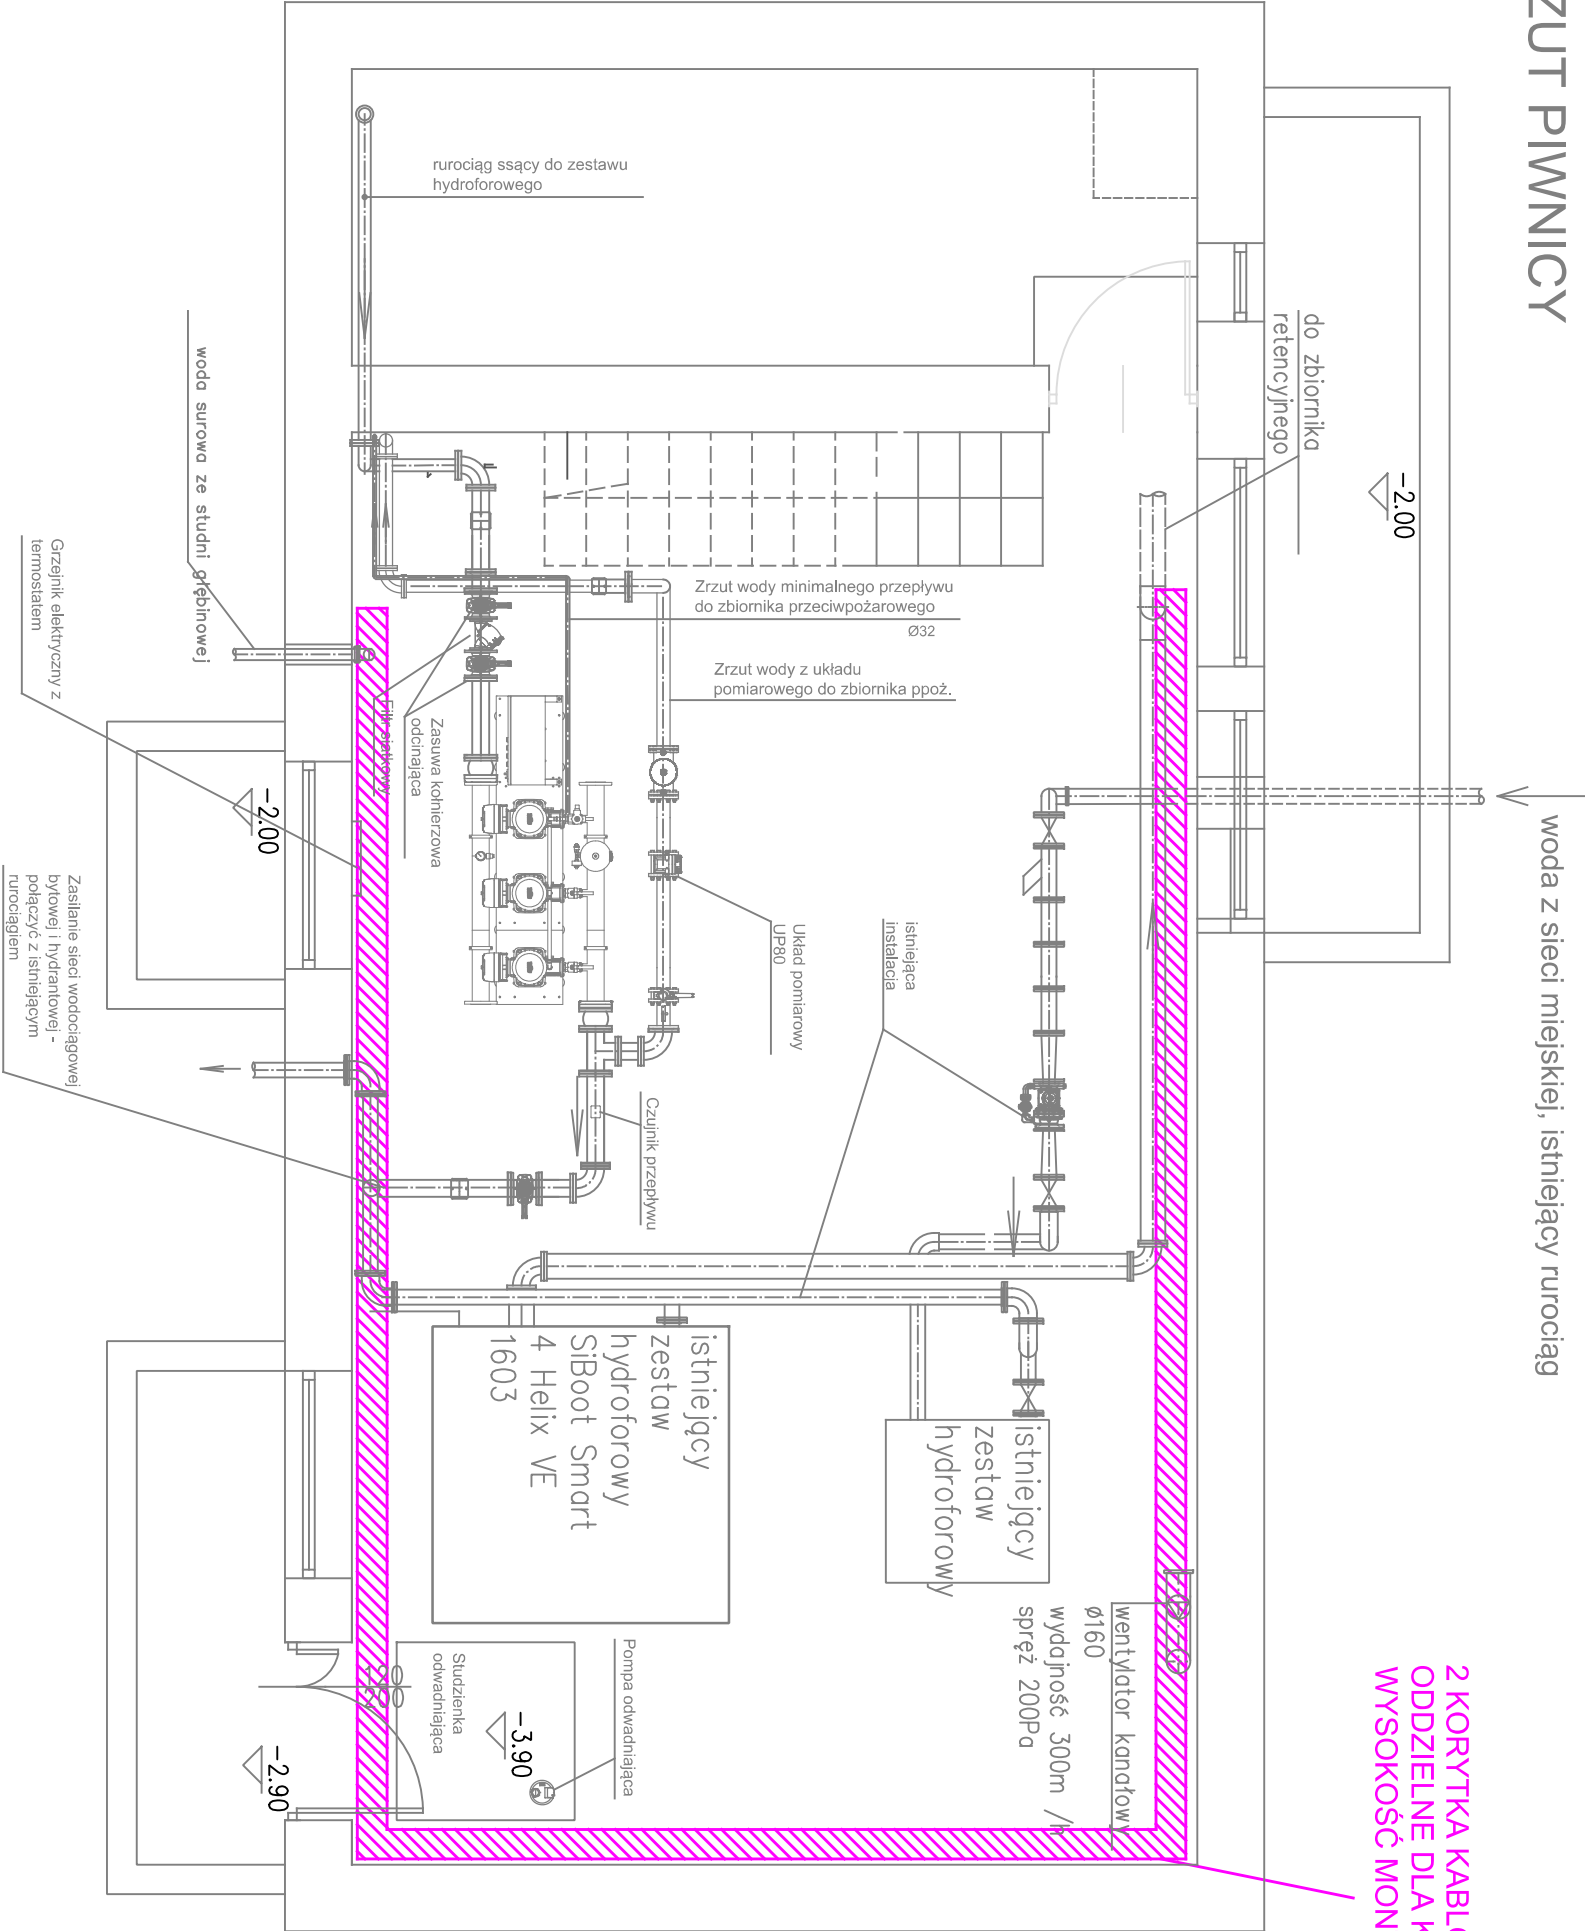 ZUT PIWNICY
rurociąg ssący do zestawu
hydroforowego
do zbiornika
retencyjnego
-2.00
woda surowa ze studni głębinowej
Grzejnik elektryczny z
termostatem
Zrzut wody minimalnego przepływu
do zbiornika przeciwpożarowego
Ø32
Zrzut wody z układu
pomiarowego do zbiornika ppoż.
Filtr siatkowy
Zasuwa kołnierzowa
odcinająca
-2.00
woda z sieci miejskiej, istniejący rurociąg
Zasilanie sieci wodociągowej
bytowej i hydrantowej -
połączyć z istniejącym
rurociągiem
Układ pomiarowy
UP80
istniejąca
instalacja
Czujnik przepływu
istniejący
zestaw
hydroforowy
SiBoot Smart
4 Helix VE
1603
istniejący
zestaw
hydroforowy
wentylator kanałowy
ø160
wydajność 300m /h
spręż 200Pa
Pompa odwadniająca
Studzienka
odwadniająca
-3.90
-2.90
2 KORYTKA KABLO
ODDZIELNE DLA K
WYSOKOŚĆ MON